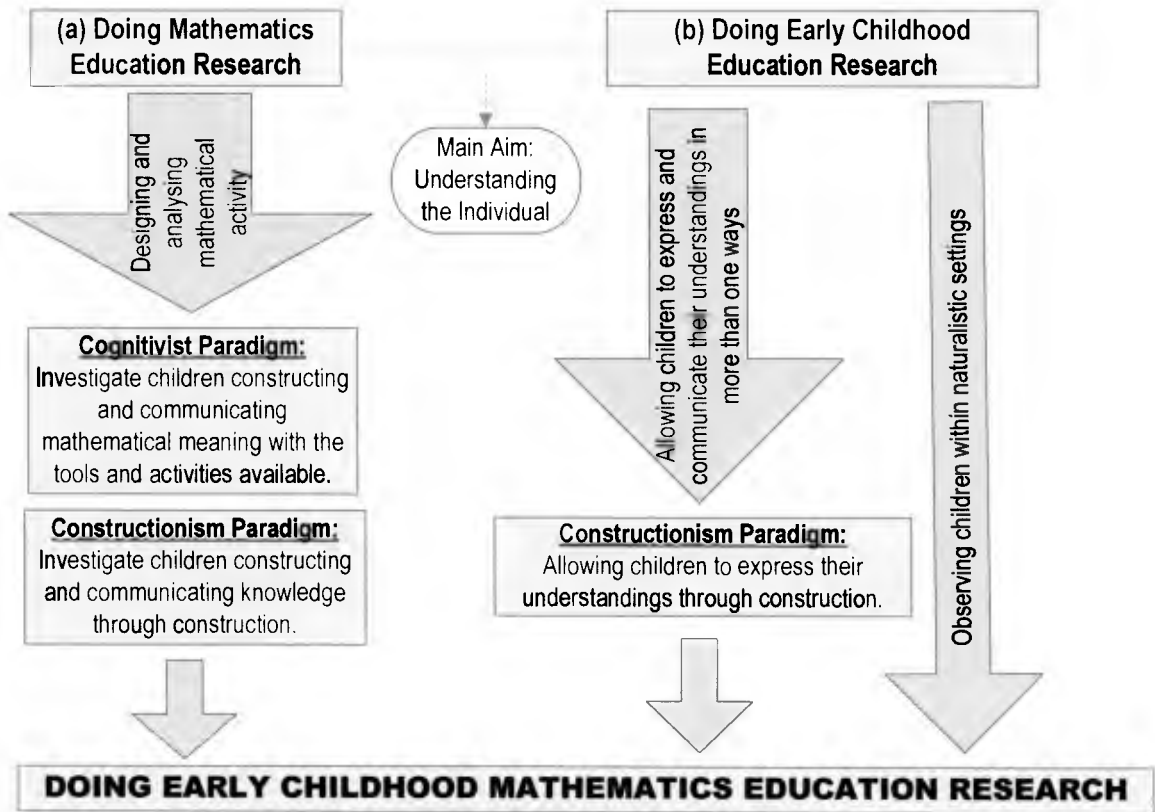 (a) Doing Mathematics
Education Research
(b) Doing Early Childhood
Education Research
Designing and
analysing
mathematical
activity
Main Aim:
Understanding
the Individual
Allowing children to express and
communicate their understandings in
more than one ways
Observing children within naturalistic settings
Cognitivist Paradigm:
Investigate children constructing
and communicating
mathematical meaning with the
tools and activities available.
Constructionism Paradigm:
Investigate children constructing
and communicating knowledge
through construction.
Constructionism Paradigm:
Allowing children to express their
understandings through construction.
DOING EARLY CHILDHOOD MATHEMATICS EDUCATION RESEARCH